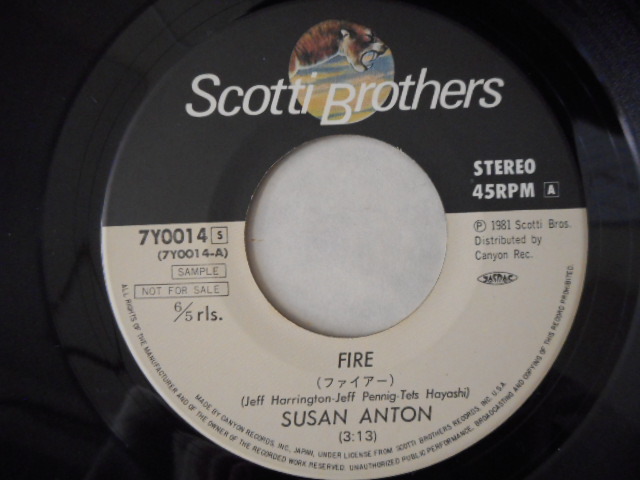 Scotti Brothers
STEREO
45RPM A
7Y0014 S
(7Y0014-A)
SAMPLE
NOT FOR SALE
6/5 rls.
℗ 1981 Scotti Bros.
Distributed by
Canyon Rec.
JASRAC
FIRE
(ファイアー)
(Jeff Harrington-Jeff Pennig-Tets Hayashi)
SUSAN ANTON
(3:13)
MADE BY CANYON RECORDS, INC., JAPAN, UNDER LICENSE FROM SCOTTI BROTHERS RECORDS, INC. U.S.A
ALL RIGHTS OF THE MANUFACTURER AND OF THE OWNER OF THE RECORDED WORK RESERVED. UNAUTHORIZED PUBLIC PERFORMANCE, BROADCASTING AND COPYING OF THIS RECORD PROHIBITED.